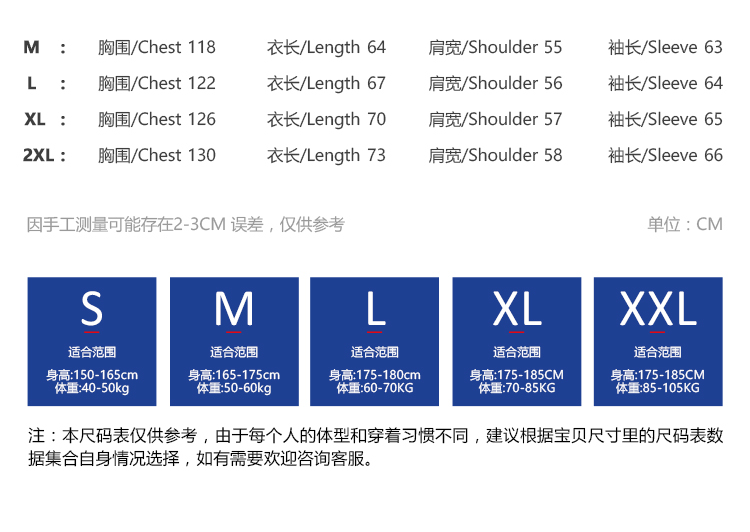 M : 胸围/Chest 118 衣长/Length 64 肩宽/Shoulder 55 袖长/Sleeve 63
L : 胸围/Chest 122 衣长/Length 67 肩宽/Shoulder 56 袖长/Sleeve 64
XL : 胸围/Chest 126 衣长/Length 70 肩宽/Shoulder 57 袖长/Sleeve 65
2XL : 胸围/Chest 130 衣长/Length 73 肩宽/Shoulder 58 袖长/Sleeve 66
因手工测量可能存在2-3CM 误差，仅供参考 单位：CM
S
适合范围
身高:150-165cm
体重:40-50kg
M
适合范围
身高:165-175cm
体重:50-60kg
L
适合范围
身高:175-180cm
体重:60-70KG
XL
适合范围
身高:175-185CM
体重:70-85KG
XXL
适合范围
身高:175-185CM
体重:85-105KG
注：本尺码表仅供参考，由于每个人的体型和穿着习惯不同，建议根据宝贝尺寸里的尺码表数
据集合自身情况选择，如有需要欢迎咨询客服。